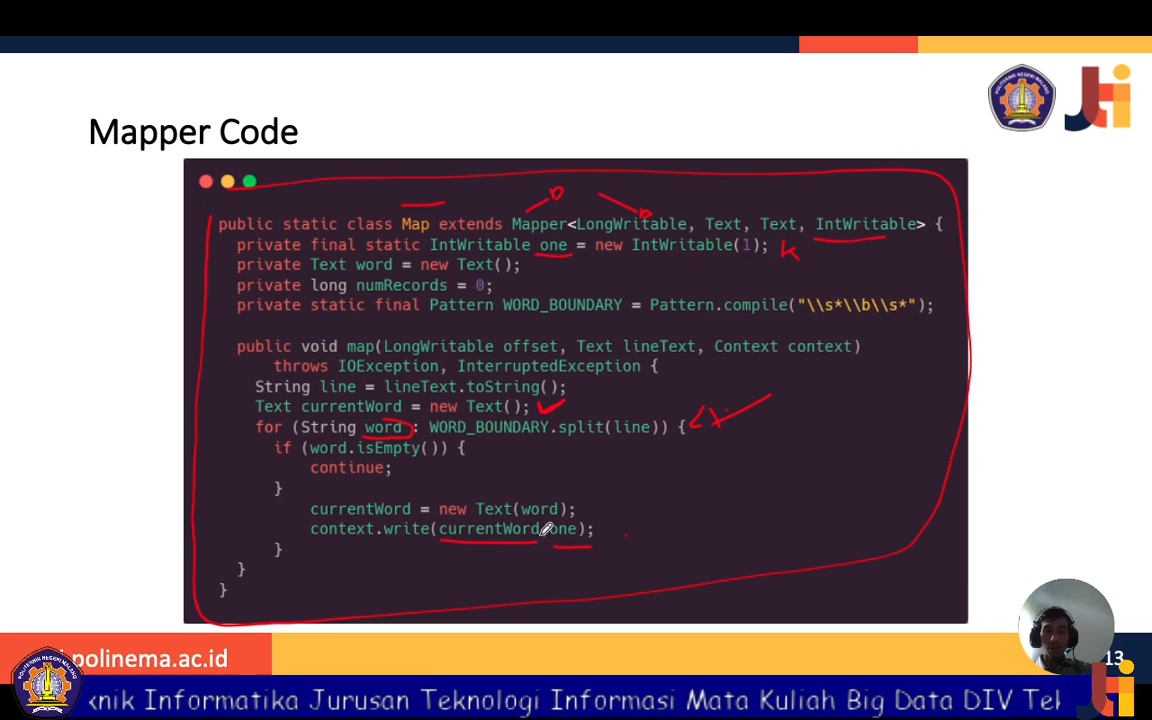 Mapper Code
public static class Map extends Mapper<LongWritable, Text, Text, IntWritable> {
private final static IntWritable one = new IntWritable(1);
private Text word = new Text();
private long numRecords = 0;
private static final Pattern WORD_BOUNDARY = Pattern.compile("\\s*\\b\\s*");
public void map(LongWritable offset, Text lineText, Context context)
throws IOException, InterruptedException {
String line = lineText.toString();
Text currentWord = new Text();
for (String word : WORD_BOUNDARY.split(line)) {
if (word.isEmpty()) {
continue;
}
currentWord = new Text(word);
context.write(currentWord one);
}
}
}
polinema.ac.id
13
knik Informatika Jurusan Teknologi Informasi Mata Kuliah Big Data DIV Tek
POLITEKNIK NEGERI MALANG